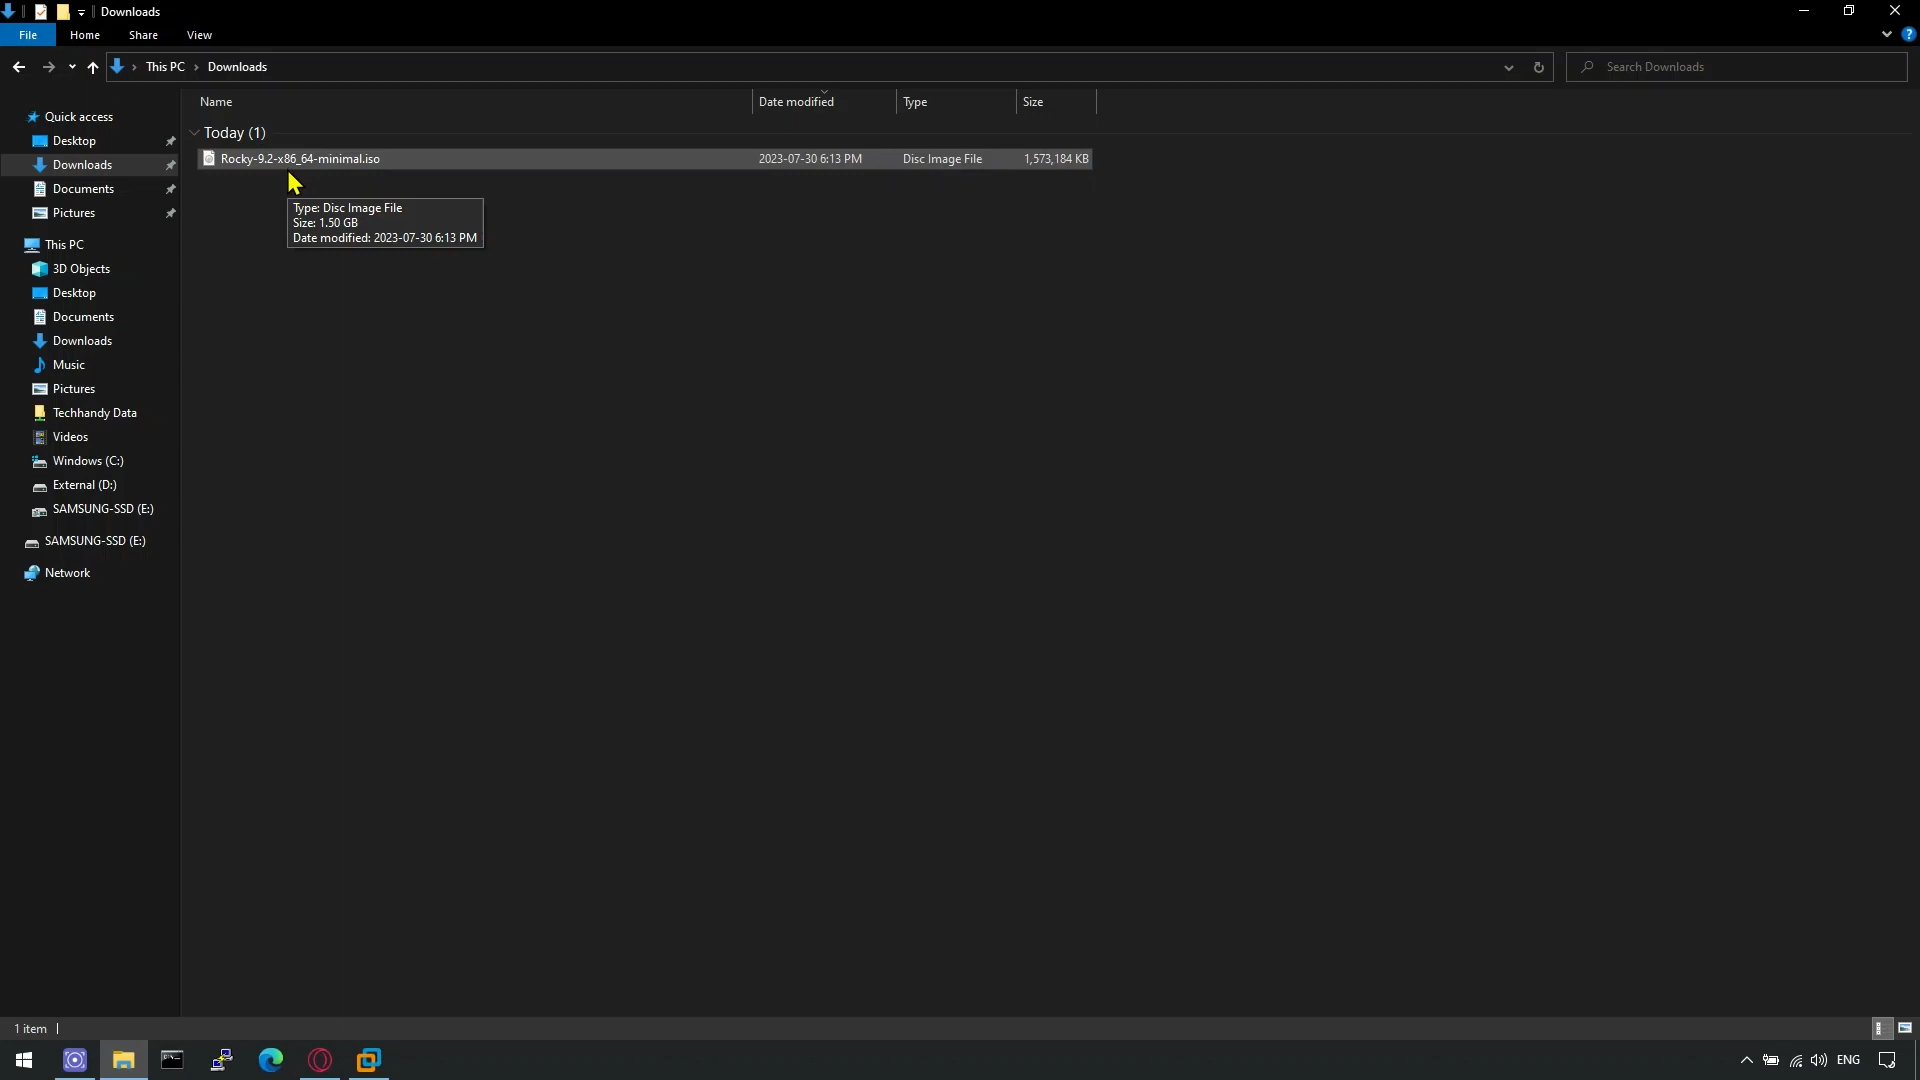 Downloads
File Home Share View
This PC > Downloads
Search Downloads
Name Date modified Type Size
Today (1)
Rocky-9.2-x86_64-minimal.iso 2023-07-30 6:13 PM Disc Image File 1,573,184 KB
Type: Disc Image File
Size: 1.50 GB
Date modified: 2023-07-30 6:13 PM
Quick access
Desktop
Downloads
Documents
Pictures
This PC
3D Objects
Desktop
Documents
Downloads
Music
Pictures
Techhandy Data
Videos
Windows (C:)
External (D:)
SAMSUNG-SSD (E:)
SAMSUNG-SSD (E:)
Network
1 item
ENG